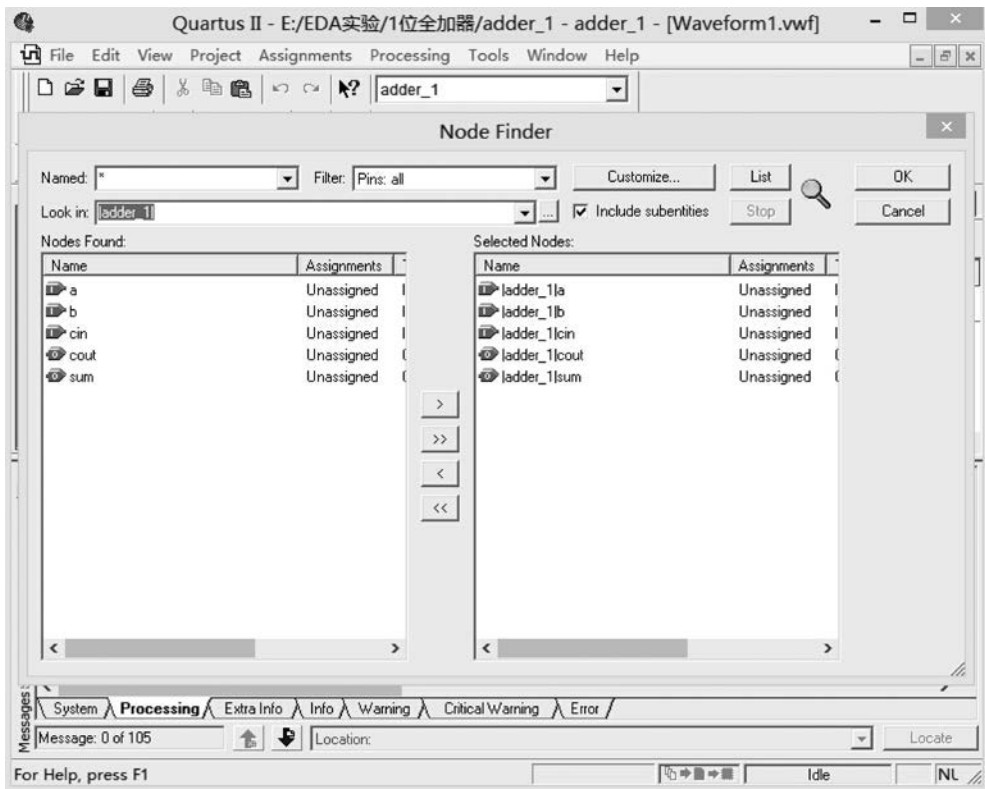 Quartus II - E:/EDA实验/1位全加器/adder_1 - adder_1 - [Waveform1.vwf]
File Edit View Project Assignments Processing Tools Window Help
adder_1
Node Finder
Named: * Filter: Pins: all Customize... List OK
Look in: |adder_1| ... Include subentities Stop Cancel
Nodes Found: Selected Nodes:
Name Assignments Name Assignments
a Unassigned |adder_1|a Unassigned
b Unassigned |adder_1|b Unassigned
cin Unassigned |adder_1|cin Unassigned
cout Unassigned |adder_1|cout Unassigned
sum Unassigned |adder_1|sum Unassigned
>
>>
<
<<
Messages
System Processing Extra Info Info Warning Critical Warning Error
Message: 0 of 105 Location: Locate
For Help, press F1 Idle NU